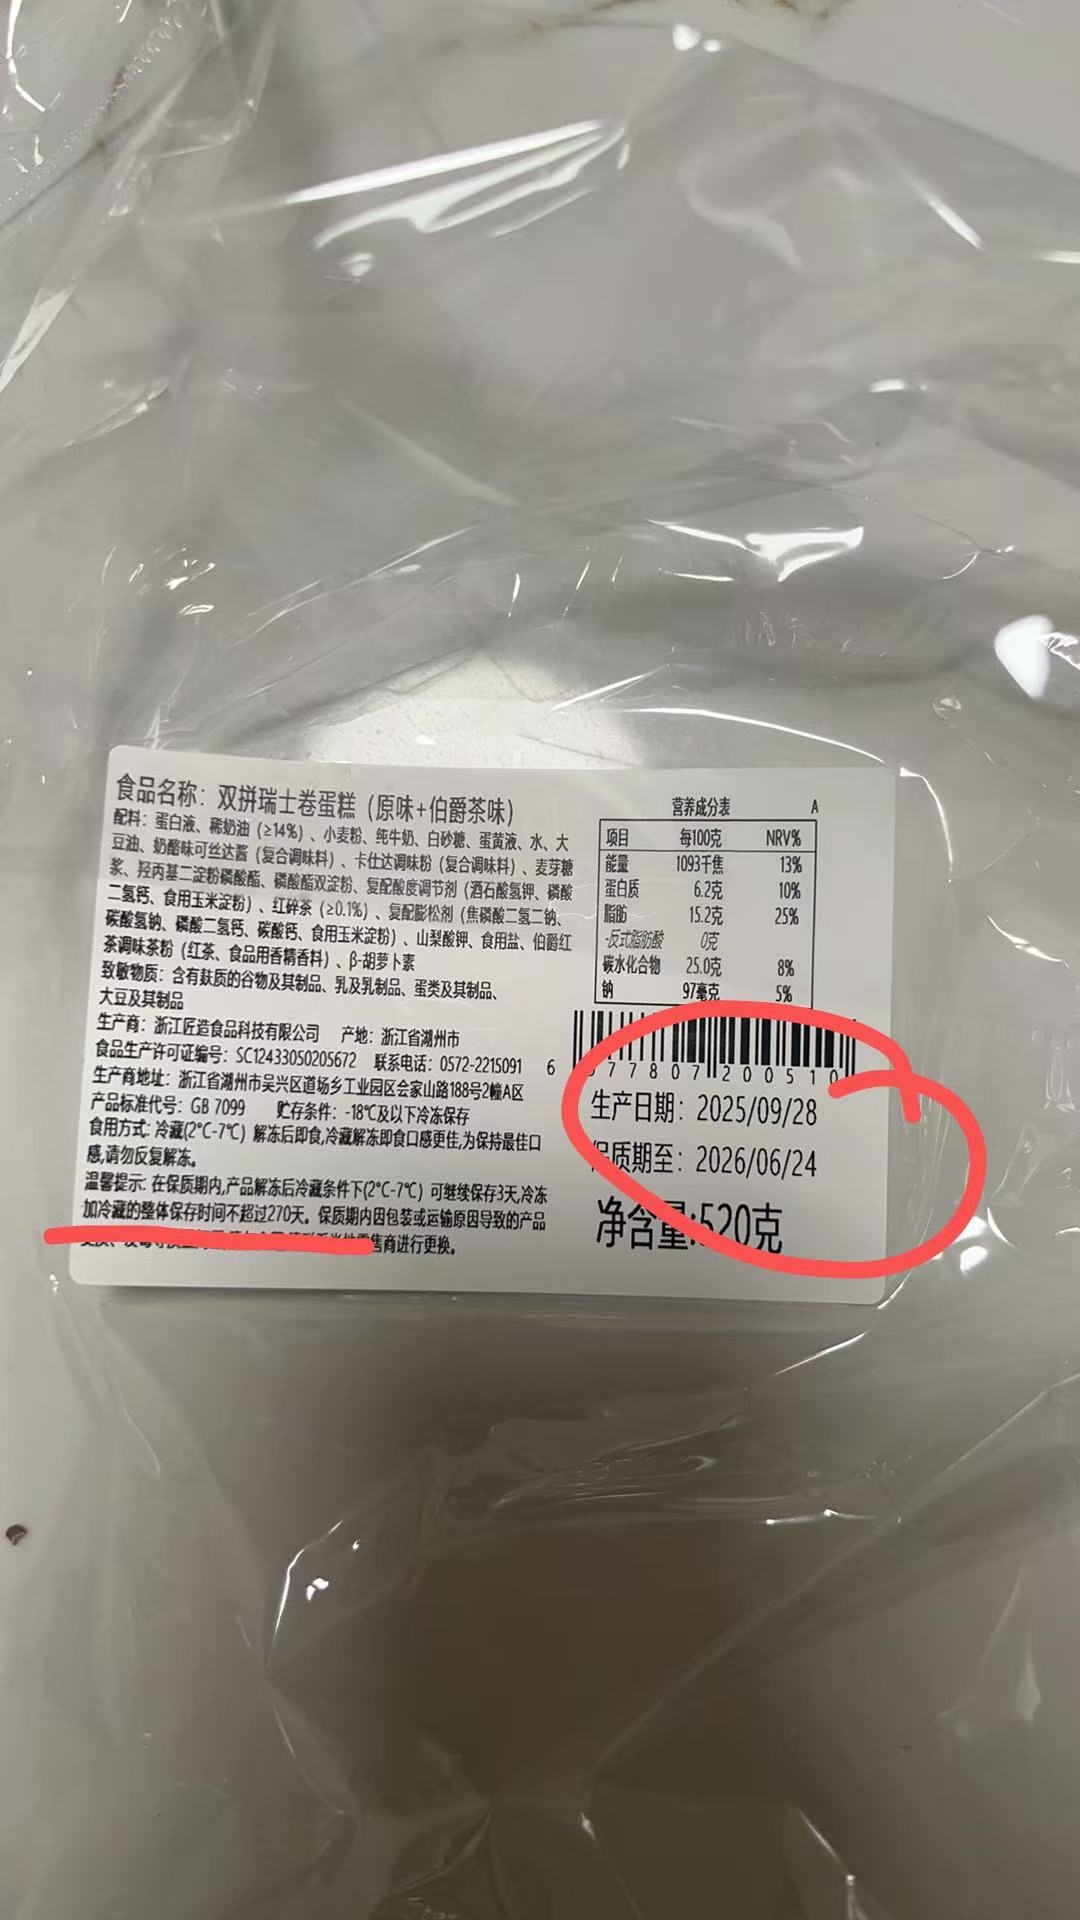 食品名称：双拼瑞士卷蛋糕（原味+伯爵茶味）
配料：蛋白液、稀奶油（≥14%）、小麦粉、纯牛奶、白砂糖、蛋黄液、水、大
豆油、奶酪味可丝达酱（复合调味料）、卡仕达调味粉（复合调味料）、麦芽糖
浆、羟丙基二淀粉磷酸酯、磷酸酯双淀粉、复配酸度调节剂（酒石酸氢钾、磷酸
二氢钙、食用玉米淀粉）、红碎茶（≥0.1%）、复配膨松剂（焦磷酸二氢二钠、
碳酸氢钠、磷酸二氢钙、碳酸钙、食用玉米淀粉）、山梨酸钾、食用盐、伯爵红
茶调味茶粉（红茶、食品用香精香料）、β-胡萝卜素
致敏物质：含有麸质的谷物及其制品、乳及乳制品、蛋类及其制品、
大豆及其制品
生产商：浙江匠造食品科技有限公司 产地：浙江省湖州市
食品生产许可证编号：SC12433050205672 联系电话：0572-2215091
生产商地址：浙江省湖州市吴兴区道场乡工业园区会家山路188号2幢A区
产品标准代号：GB 7099 贮存条件：-18℃及以下冷冻保存
食用方式：冷藏(2℃-7℃) 解冻后即食,冷藏解冻即食口感更佳,为保持最佳口
感,请勿反复解冻。
温馨提示：在保质期内,产品解冻后冷藏条件下(2℃-7℃) 可继续保存3天,冷冻
加冷藏的整体保存时间不超过270天。保质期内因包装或运输原因导致的产品
售商进行更换。
营养成分表 A
项目 每100克 NRV%
能量 1093千焦 13%
蛋白质 6.2克 10%
脂肪 15.2克 25%
-反式脂肪酸 0克
碳水化合物 25.0克 8%
钠 97毫克 5%
6 977807 200510
生产日期：2025/09/28
保质期至：2026/06/24
净含量:520克